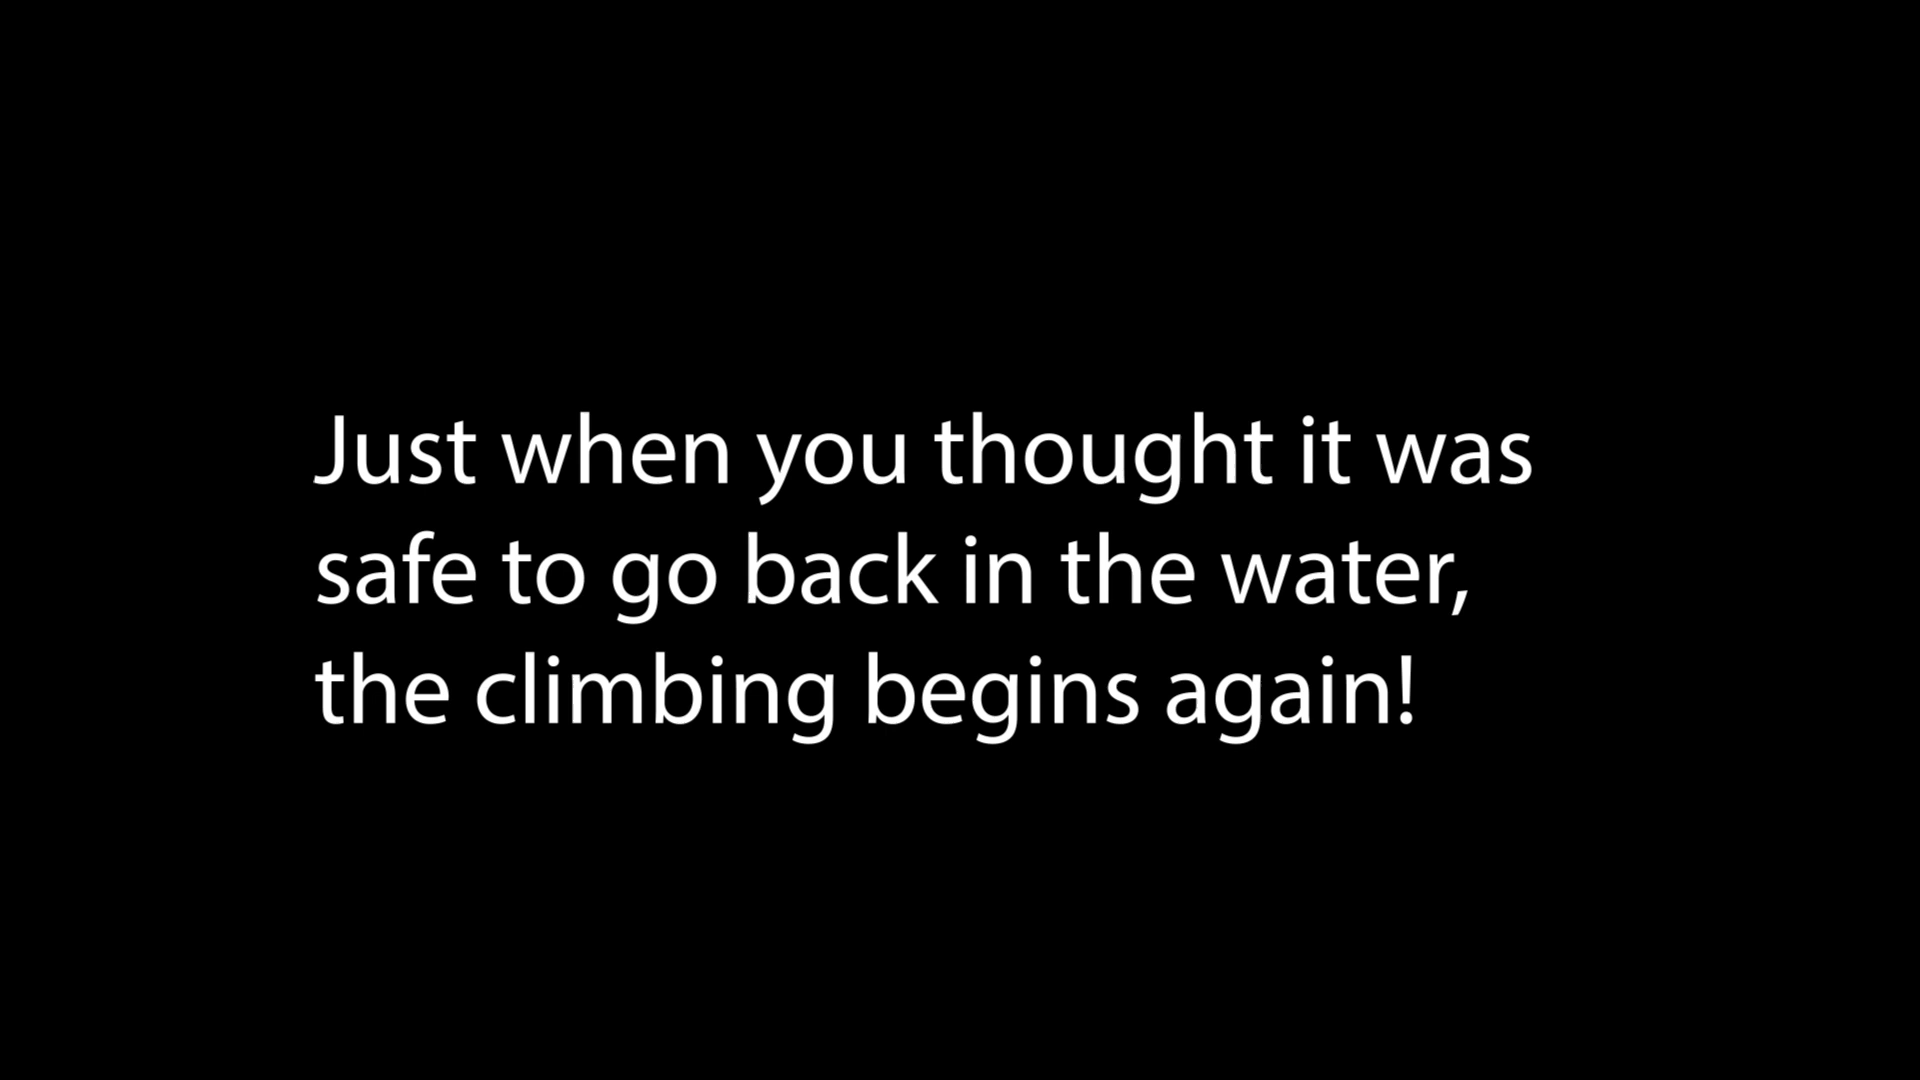 Just when you thought it was
safe to go back in the water,
the climbing begins again!